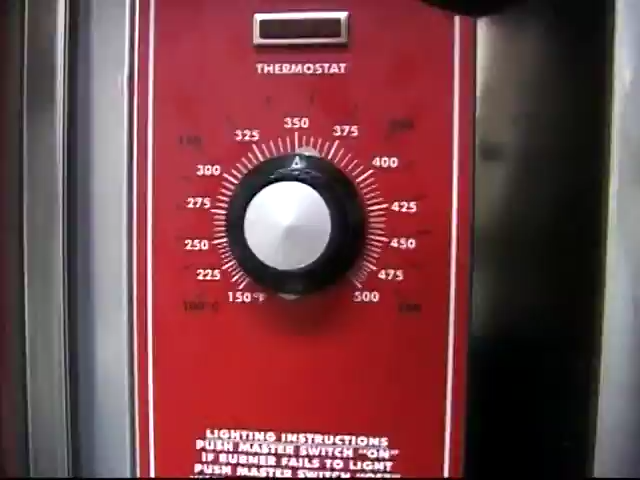 THERMOSTAT
350
325 375
300 400
275 425
250 450
225 475
150°F 500
LIGHTING INSTRUCTIONS
PUSH MASTER SWITCH "ON"
IF BURNER FAILS TO LIGHT
PUSH MASTER SWITCH